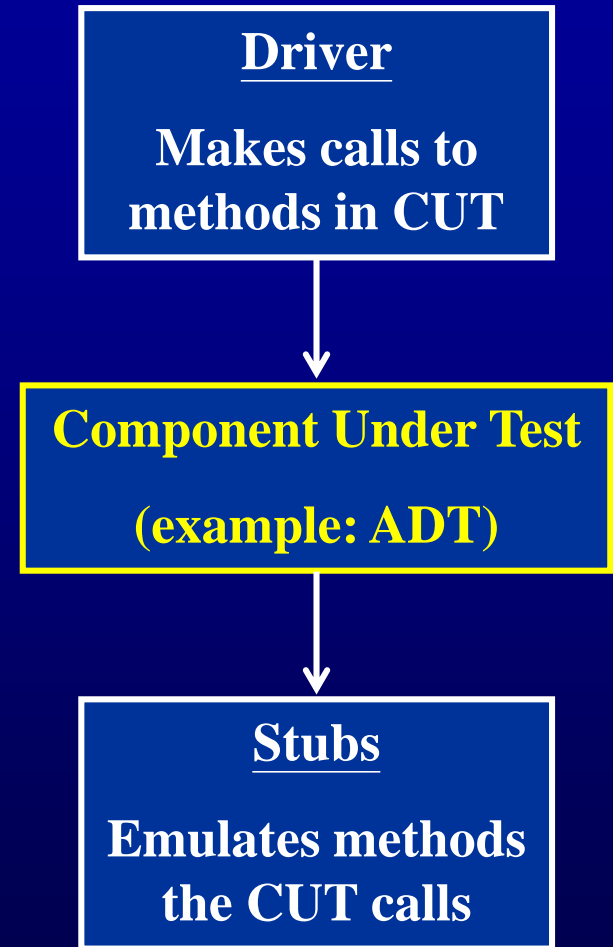 Driver
Makes calls to
methods in CUT
Component Under Test
(example: ADT)
Stubs
Emulates methods
the CUT calls